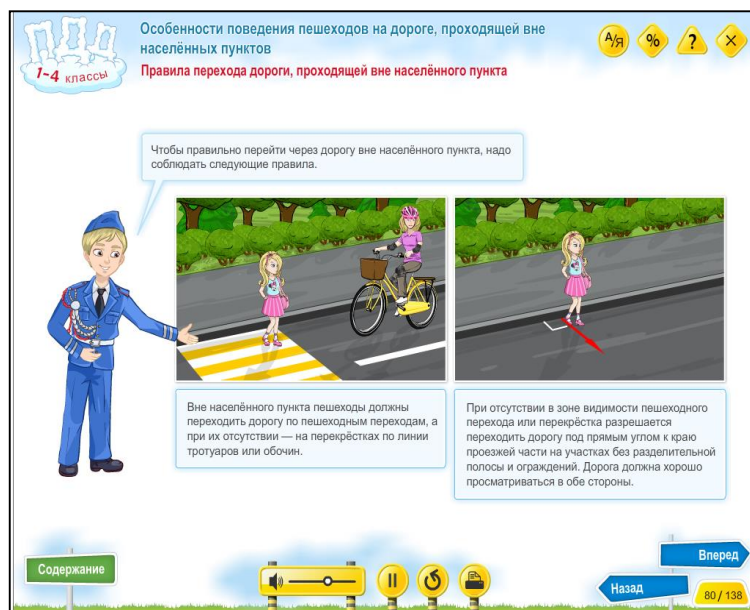 ПДД
1-4 классы
Особенности поведения пешеходов на дороге, проходящей вне
населённых пунктов
Правила перехода дороги, проходящей вне населённого пункта
А/Я
%
?
×
Чтобы правильно перейти через дорогу вне населённого пункта, надо
соблюдать следующие правила.
Вне населённого пункта пешеходы должны
переходить дорогу по пешеходным переходам, а
при их отсутствии — на перекрёстках по линии
тротуаров или обочин.
При отсутствии в зоне видимости пешеходного
перехода или перекрёстка разрешается
переходить дорогу под прямым углом к краю
проезжей части на участках без разделительной
полосы и ограждений. Дорога должна хорошо
просматриваться в обе стороны.
Содержание
Вперед
Назад
80 / 138